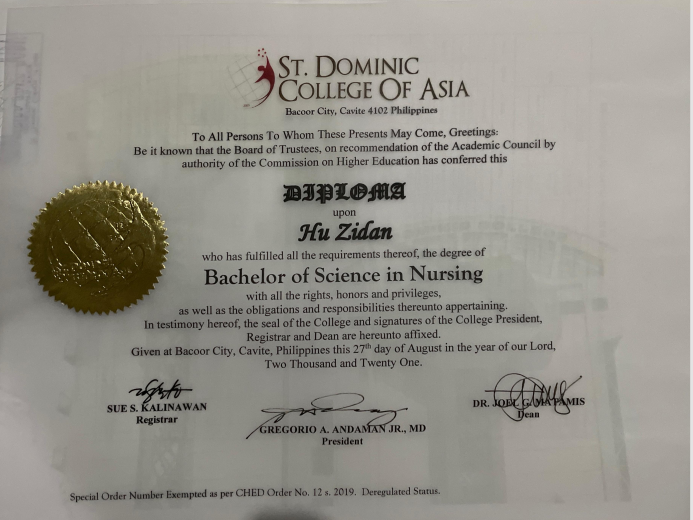 ST. DOMINIC
COLLEGE OF ASIA
Bacoor City, Cavite 4102 Philippines
To All Persons To Whom These Presents May Come, Greetings:
Be it known that the Board of Trustees, on recommendation of the Academic Council by
authority of the Commission on Higher Education has conferred this
DIPLOMA
upon
Hu Zidan
who has fulfilled all the requirements thereof, the degree of
Bachelor of Science in Nursing
with all the rights, honors and privileges,
as well as the obligations and responsibilities thereunto appertaining.
In testimony hereof, the seal of the College and signatures of the College President,
Registrar and Dean are hereunto affixed.
Given at Bacoor City, Cavite, Philippines this 27th day of August in the year of our Lord,
Two Thousand and Twenty One.
SUE S. KALINAWAN
Registrar
GREGORIO A. ANDAMAN JR., MD
President
DR. JOEL G. MATAMIS
Dean
Special Order Number Exempted as per CHED Order No. 12 s. 2019. Deregulated Status.